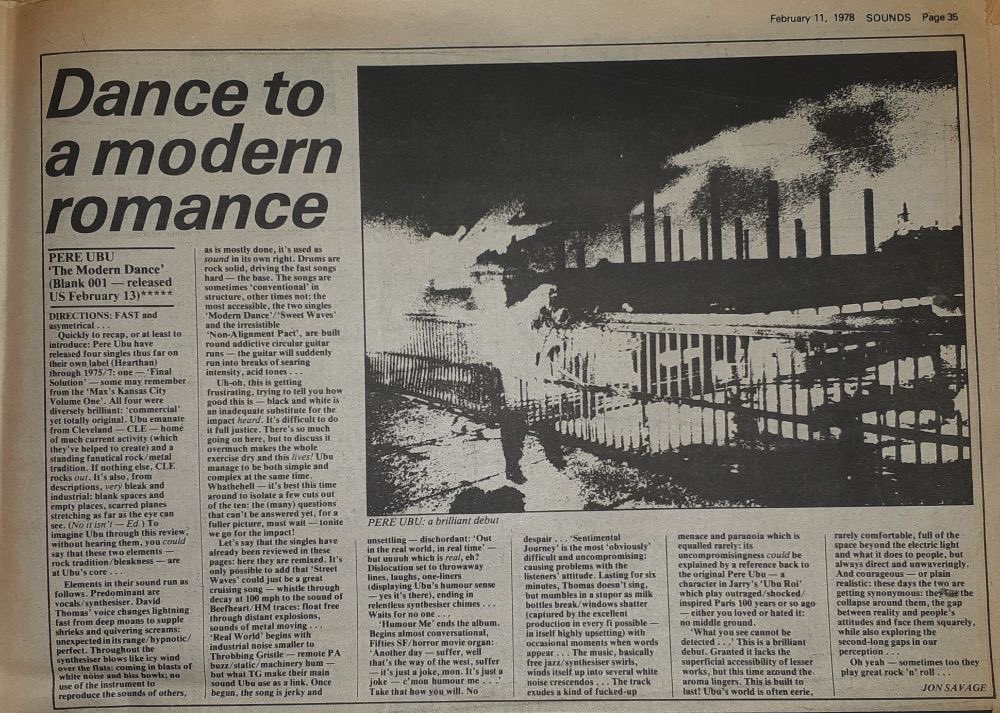 February 11, 1978 SOUNDS Page 35
Dance to
a modern
romance
PERE UBU
‘The Modern Dance’
(Blank 001 — released
US February 13)*****
DIRECTIONS: FAST and
asymetrical . . .
Quickly to recap, or at least to
introduce: Pere Ubu have
released four singles thus far on
their own label (Hearthan)
through 1975/7: one — ‘Final
Solution’ — some may remember
from the ‘Max’s Kansas City
Volume One’. All four were
diversely brilliant: ‘commercial’
yet totally original. Ubu emanate
from Cleveland — CLE — home
of much current activity (which
they’ve helped to create) and a
standing fanatical rock/metal
tradition. If nothing else, CLE
rocks out. It’s also, from
descriptions, very bleak and
industrial: blank spaces and
empty places, scarred planes
stretching as far as the eye can
see. (No it isn’t — Ed.) To
imagine Ubu through this review,
without hearing them, you could
say that these two elements —
rock tradition/bleakness — are
at Ubu’s core . . .
Elements in their sound run as
follows. Predominant are
vocals/synthesiser. David
Thomas’ voice changes lightning
fast from deep moans to supple
shrieks and quivering screams:
unexpected in its range/hypnotic/
perfect. Throughout the
synthesiser blows like icy wind
over the flats: coming in blasts of
white noise and hiss howls; no
use of the instrument to
reproduce the sounds of others,
as is mostly done, it’s used as
sound in its own right. Drums are
rock solid, driving the fast songs
hard — the base. The songs are
sometimes ‘conventional’ in
structure, other times not: the
most accessible, the two singles
‘Modern Dance’/‘Sweet Waves’
and the irresistible
‘Non-Alignment Pact’, are built
round addictive circular guitar
runs — the guitar will suddenly
run into breaks of searing
intensity, acid tones . . .
Uh-oh, this is getting
frustrating, trying to tell you how
good this is — black and white is
an inadequate substitute for the
impact heard. It’s difficult to do
it full justice. There’s so much
going on here, but to discuss it
overmuch makes the whole
exercise dry and this lives! Ubu
manage to be both simple and
complex at the same time.
Whathehell — it’s best this time
around to isolate a few cuts out
of the ten: the (many) questions
that can’t be answered yet, for a
fuller picture, must wait — tonite
we go for the impact!
Let’s say that the singles have
already been reviewed in these
pages: here they are remixed. It’s
only possible to add that ‘Street
Waves’ could just be a great
cruising song — whistle through
decay at 100 mph to the sound of
Beefheart/HM traces: float free
through distant explosions,
sounds of metal moving . . .
‘Real World’ begins with
industrial noise smaller to
Throbbing Gristle — remote PA
buzz/static/machinery hum —
but what TG make their main
sound Ubu use as a link. Once
begun, the song is jerky and
PERE UBU: a brilliant debut
unsettling — dischordant: ‘Out
in the real world, in real time’ —
but uuuuh which is real, eh?
Dislocation set to throwaway
lines, laughs, one-liners
(displaying Ubu’s humour sense
— yes it’s there), ending in
relentless synthesiser chimes . . .
Waits for no one . . .
‘Humour Me’ ends the album.
Begins almost conversational,
vilifies SF/horror movie organ:
‘Another day — suffer, well
that’s the way of the west, suffer
— it’s just a joke, mon. It’s just a
joke — c’mon humour me . . .’
Take that how you will. No
despair . . . ‘Sentimental
Journey’ is the most ‘obviously’
difficult and uncompromising:
causing problems with the
listeners’ attitude. Lasting for six
minutes, Thomas doesn’t sing
but mumbles in a stupor as milk
bottles break/windows shatter
(captured by the excellent
production in every fi possible —
in itself highly upsetting) with
occasional moments when words
appear . . . The music, basically
free jazz/synthesiser swirls,
winds itself up into several white
noise crescendos . . . The track
exudes a kind of fucked-up
menace and paranoia which is
equalled rarely: its
uncompromisingness could be
explained by a reference back to
the original Pere Ubu — a
character in Jarry’s ‘Ubu Roi’
which play outraged/shocked/
inspired Paris 100 years or so ago
— either you loved or hated it:
no middle ground.
‘What you see cannot be
detected . . .’ This is a brilliant
debut. Granted it lacks the
superficial accessibility of lesser
works, but this time around the
aroma lingers. This is built to
last! Ubu’s world is often eerie,
rarely comfortable, full of the
space beyond the electric light
and what it does to people, but
always direct and unwaveringly.
And courageous — or plain
realistic: these days the two are
getting synonymous: they the
collapse around them, the gap
between reality and people’s
attitudes and face them squarely,
while also exploring the
second-long gaps in our
perception . . .
Oh yeah — sometimes too they
play great rock ’n’ roll . . .
JON SAVAGE